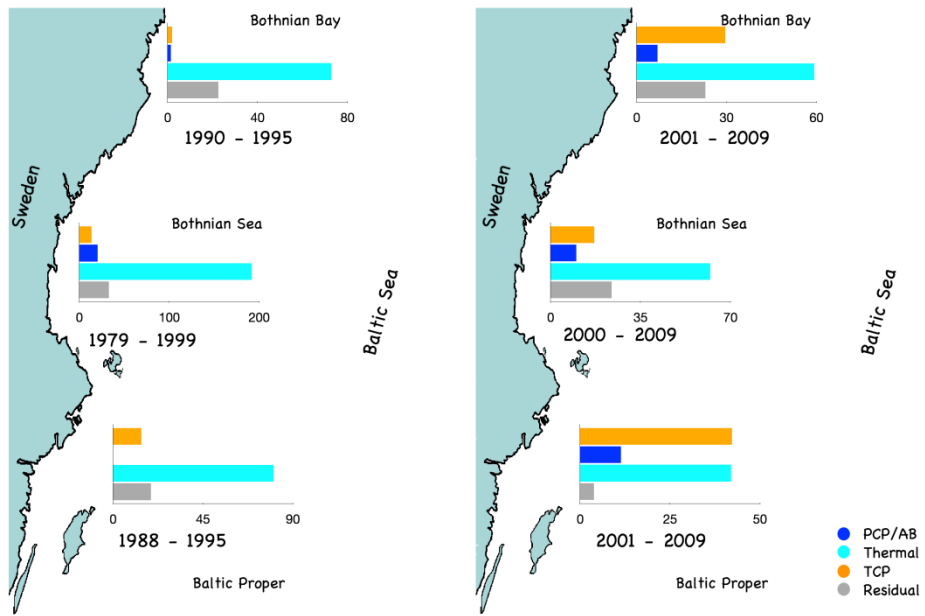 Bothnian Bay
0 40 80
1990 - 1995
Sweden
Bothnian Sea
0 100 200
1979 - 1999
Baltic Sea
0 45 90
1988 - 1995
Baltic Proper
Bothnian Bay
0 30 60
2001 - 2009
Sweden
Bothnian Sea
0 35 70
2000 - 2009
Baltic Sea
0 25 50
2001 - 2009
Baltic Proper
PCP/AB
Thermal
TCP
Residual